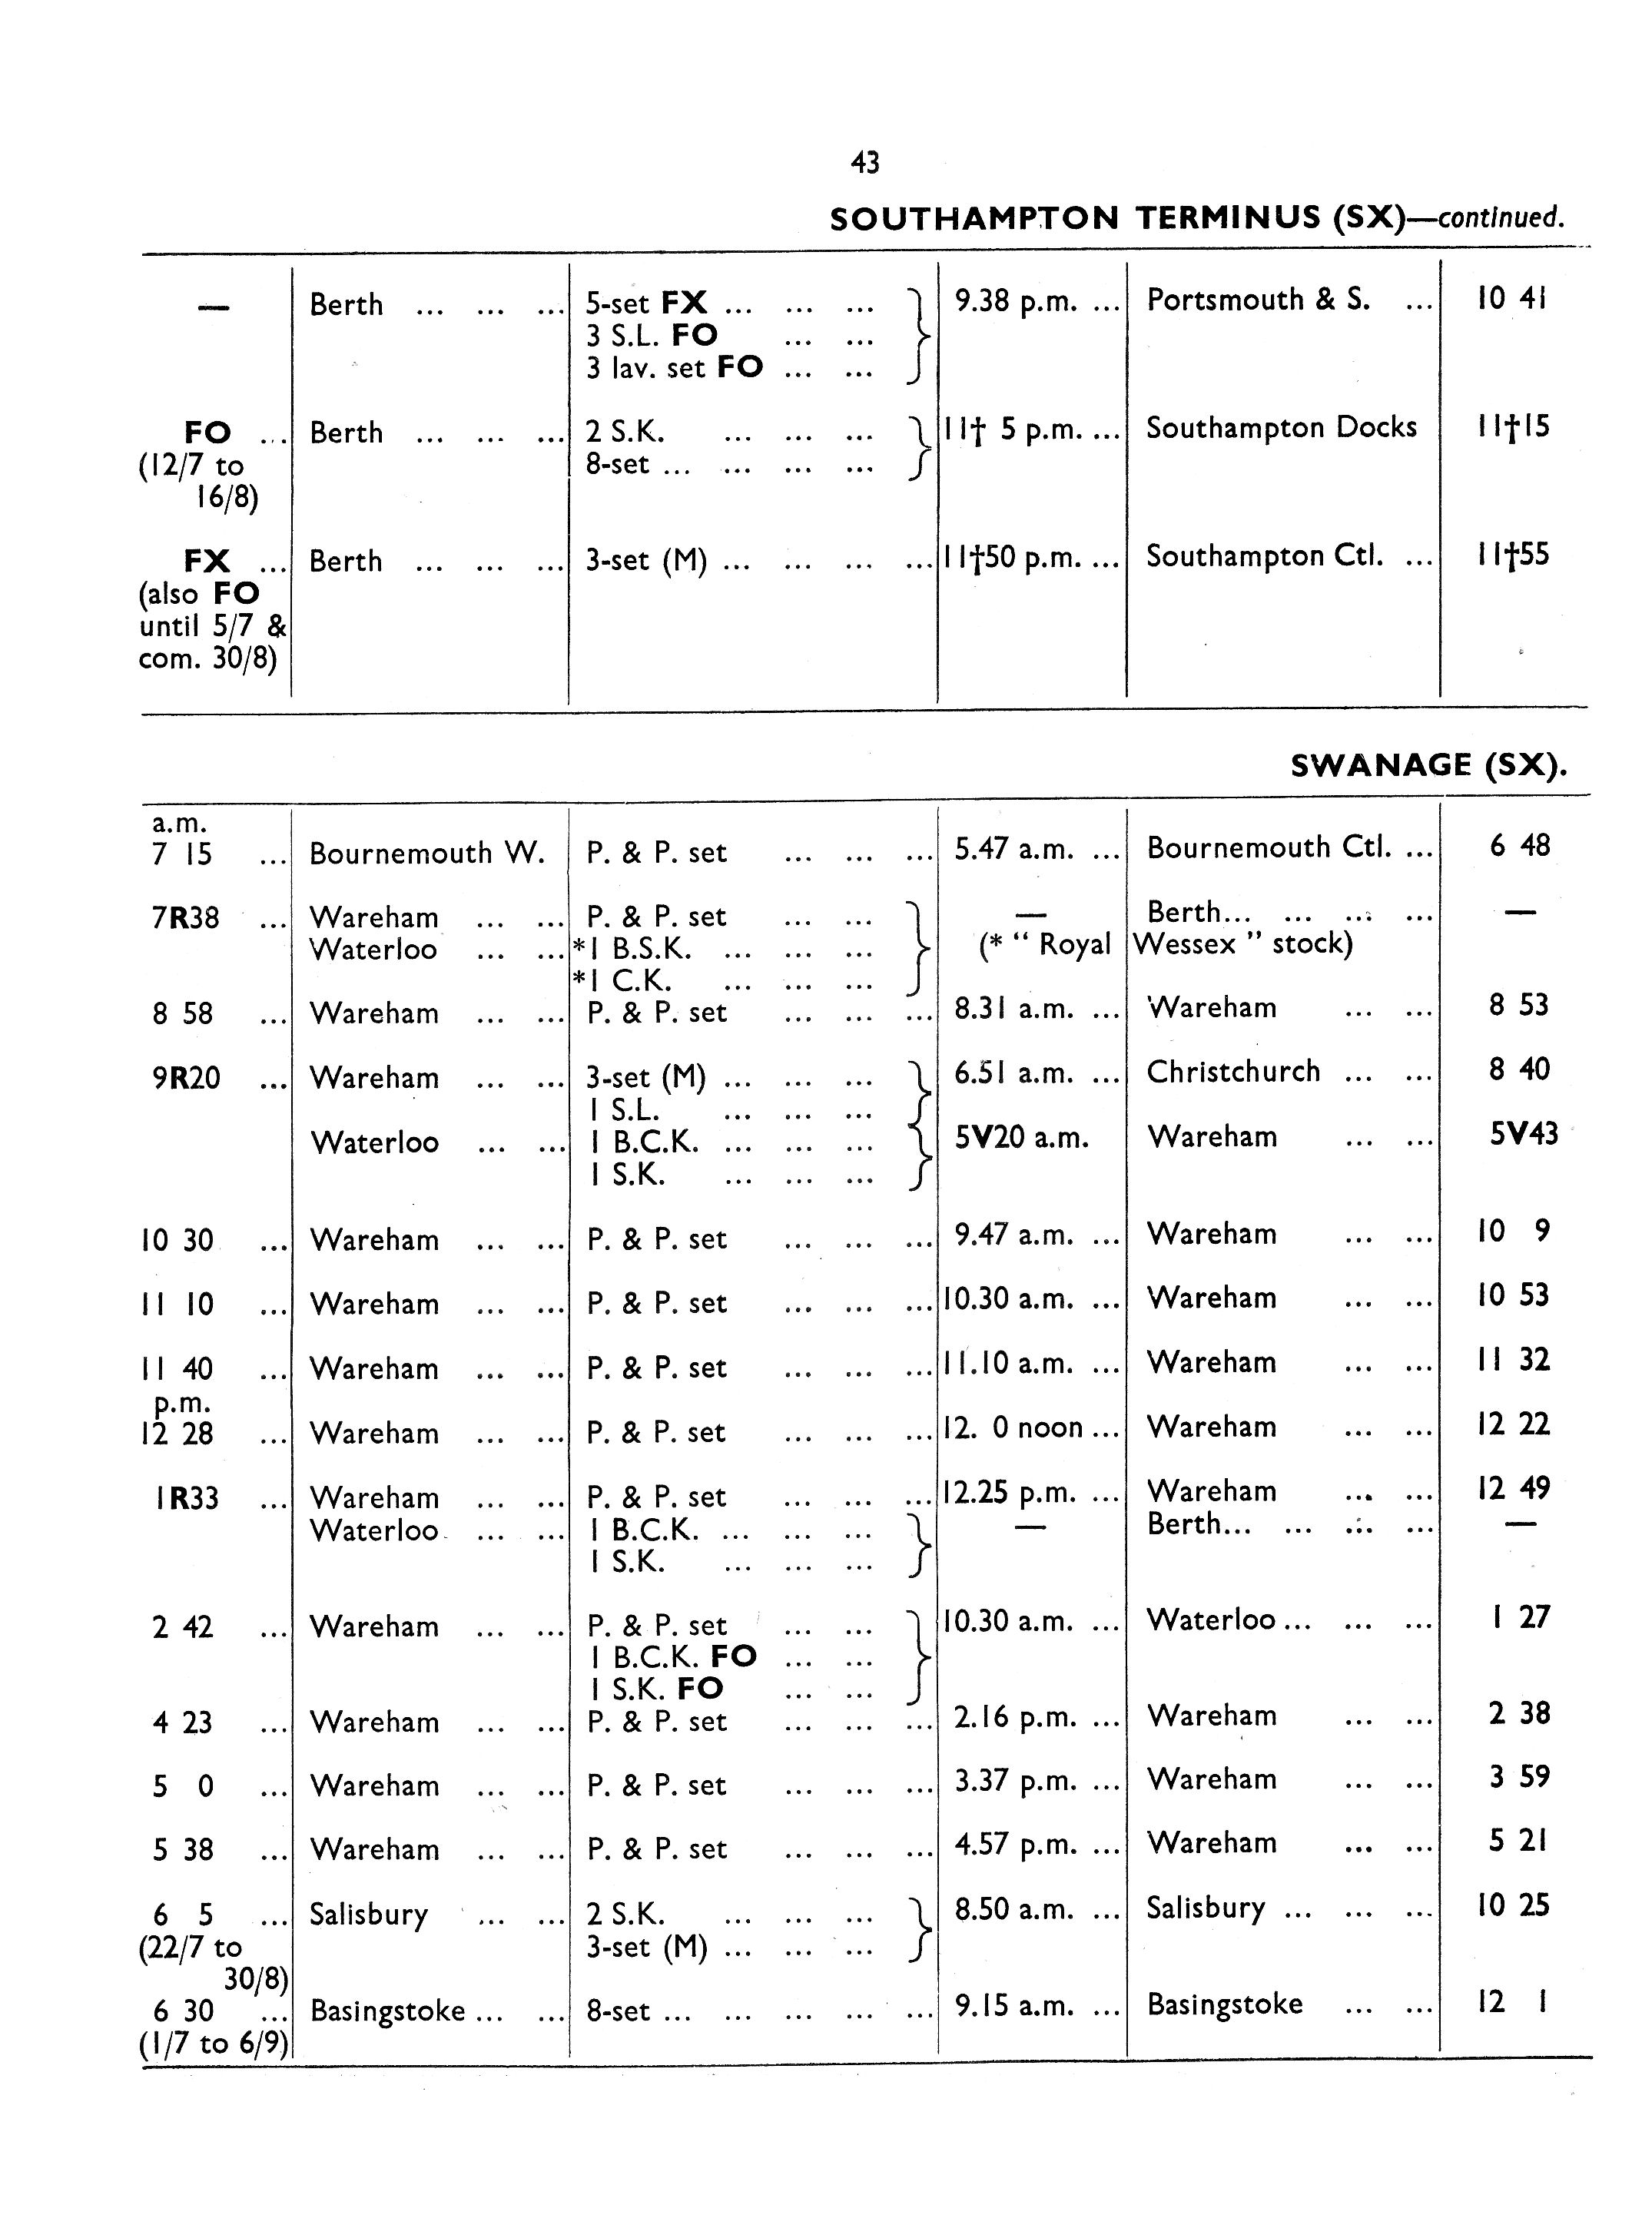 43
SOUTHAMPTON TERMINUS (SX)—continued.
— Berth ... ... ... 5-set FX ... ... ... 9.38 p.m. ... Portsmouth & S. ... 10 41
3 S.L. FO ... ...
3 lav. set FO ... ...
FO ... Berth ... ... ... 2 S.K. ... ... ... 11† 5 p.m. ... Southampton Docks 11†15
(12/7 to 8-set ... ... ... ...
16/8)
FX ... Berth ... ... ... 3-set (M) ... ... ... ... 11†50 p.m. ... Southampton Ctl. ... 11†55
(also FO
until 5/7 &
com. 30/8)
SWANAGE (SX).
a.m.
7 15 ... Bournemouth W. P. & P. set ... ... ... 5.47 a.m. ... Bournemouth Ctl. ... 6 48
7R38 ... Wareham ... ... P. & P. set ... ... — Berth... ... ... ... —
Waterloo ... ... *1 B.S.K. ... ... ... (* " Royal Wessex " stock)
*1 C.K. ... ... ...
8 58 ... Wareham ... ... P. & P. set ... ... ... 8.31 a.m. ... Wareham ... ... 8 53
9R20 ... Wareham ... ... 3-set (M) ... ... ... 6.51 a.m. ... Christchurch ... ... 8 40
1 S.L. ... ... ...
Waterloo ... ... 1 B.C.K. ... ... ... 5V20 a.m. Wareham ... ... 5V43
1 S.K. ... ... ...
10 30 ... Wareham ... ... P. & P. set ... ... ... 9.47 a.m. ... Wareham ... ... 10 9
11 10 ... Wareham ... ... P. & P. set ... ... ... 10.30 a.m. ... Wareham ... ... 10 53
11 40 ... Wareham ... ... P. & P. set ... ... ... 11.10 a.m. ... Wareham ... ... 11 32
p.m.
12 28 ... Wareham ... ... P. & P. set ... ... ... 12. 0 noon ... Wareham ... ... 12 22
1R33 ... Wareham ... ... P. & P. set ... ... ... 12.25 p.m. ... Wareham ... ... 12 49
Waterloo ... ... 1 B.C.K. ... ... ... — Berth... ... ... ... —
1 S.K. ... ... ...
2 42 ... Wareham ... ... P. & P. set ... ... 10.30 a.m. ... Waterloo ... ... ... 1 27
1 B.C.K. FO ... ...
1 S.K. FO ... ...
4 23 ... Wareham ... ... P. & P. set ... ... ... 2.16 p.m. ... Wareham ... ... 2 38
5 0 ... Wareham ... ... P. & P. set ... ... ... 3.37 p.m. ... Wareham ... ... 3 59
5 38 ... Wareham ... ... P. & P. set ... ... ... 4.57 p.m. ... Wareham ... ... 5 21
6 5 ... Salisbury ... ... 2 S.K. ... ... ... 8.50 a.m. ... Salisbury ... ... ... 10 25
(22/7 to 3-set (M) ... ... ...
30/8)
6 30 ... Basingstoke ... ... 8-set ... ... ... ... ... 9.15 a.m. ... Basingstoke ... ... 12 1
(1/7 to 6/9)